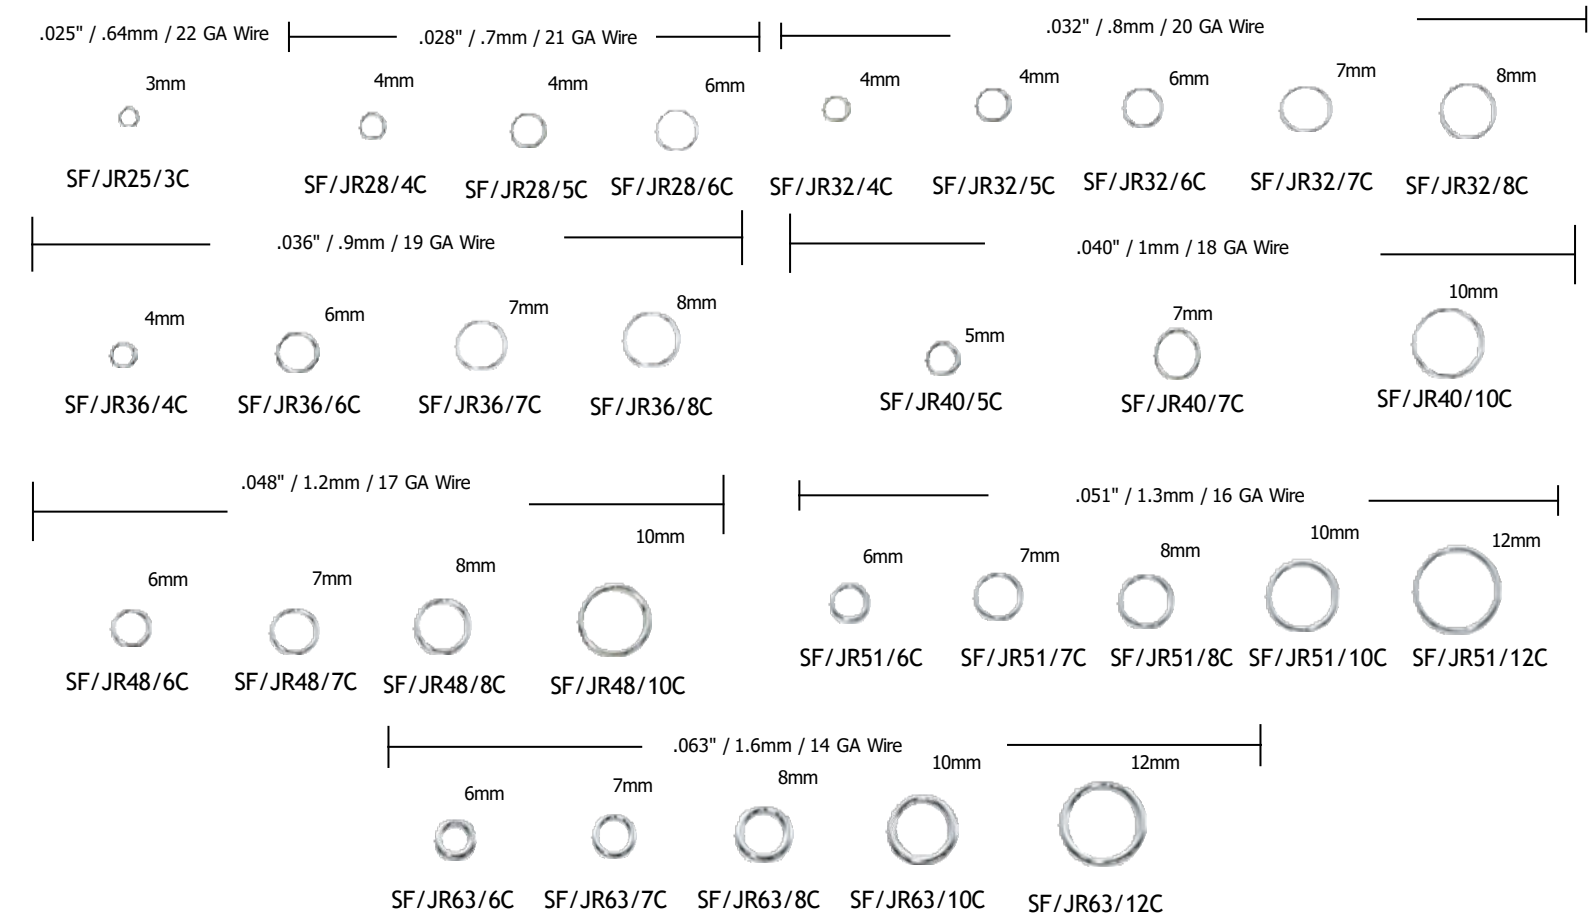 .025" / .64mm / 22 GA Wire
.028" / .7mm / 21 GA Wire
.032" / .8mm / 20 GA Wire
3mm
4mm
4mm
6mm
4mm
4mm
6mm
7mm
8mm
SF/JR25/3C
SF/JR28/4C
SF/JR28/5C
SF/JR28/6C
SF/JR32/4C
SF/JR32/5C
SF/JR32/6C
SF/JR32/7C
SF/JR32/8C
.036" / .9mm / 19 GA Wire
.040" / 1mm / 18 GA Wire
4mm
6mm
7mm
8mm
5mm
7mm
10mm
SF/JR36/4C
SF/JR36/6C
SF/JR36/7C
SF/JR36/8C
SF/JR40/5C
SF/JR40/7C
SF/JR40/10C
.048" / 1.2mm / 17 GA Wire
.051" / 1.3mm / 16 GA Wire
6mm
7mm
8mm
10mm
6mm
7mm
8mm
10mm
12mm
SF/JR48/6C
SF/JR48/7C
SF/JR48/8C
SF/JR48/10C
SF/JR51/6C
SF/JR51/7C
SF/JR51/8C
SF/JR51/10C
SF/JR51/12C
.063" / 1.6mm / 14 GA Wire
6mm
7mm
8mm
10mm
12mm
SF/JR63/6C
SF/JR63/7C
SF/JR63/8C
SF/JR63/10C
SF/JR63/12C